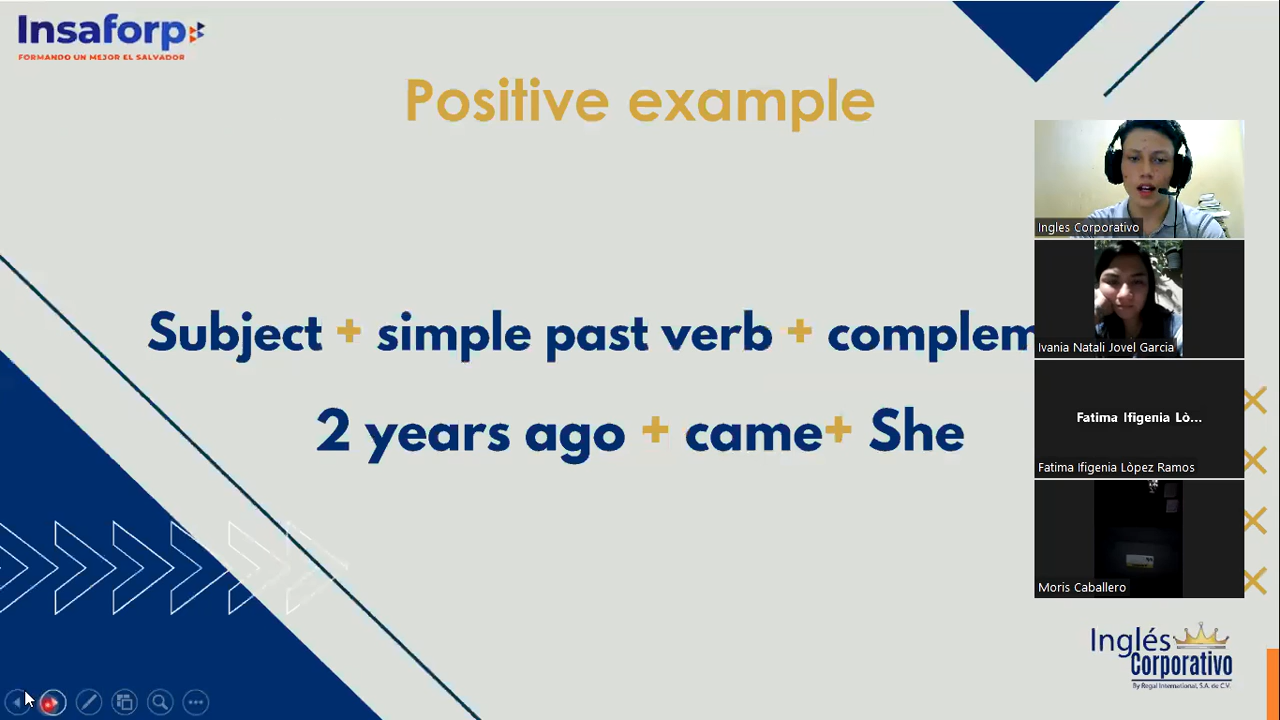 Insaforp
FORMANDO UN MEJOR EL SALVADOR
Positive example
Subject + simple past verb + complem
2 years ago + came+ She
Ingles Corporativo
Ivania Natali Jovel Garcia
Fatima Ifigenia Lò...
Fatima Ifigenia Lòpez Ramos
Moris Caballero
Inglés
Corporativo
By Regal International, S.A. de C.V.